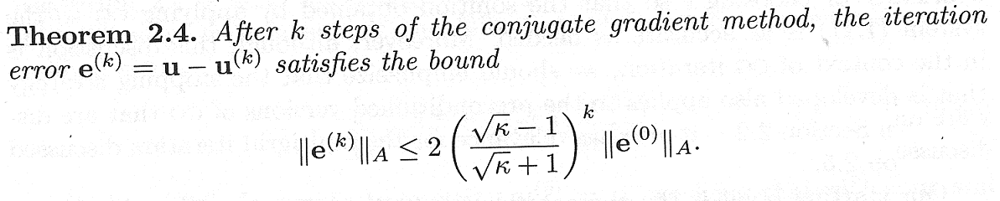 Theorem 2.4. After k steps of the conjugate gradient method, the iteration
error e^(k) = u − u^(k) satisfies the bound
‖e^(k)‖_A ≤ 2 ( (√κ − 1) / (√κ + 1) )^k ‖e^(0)‖_A.